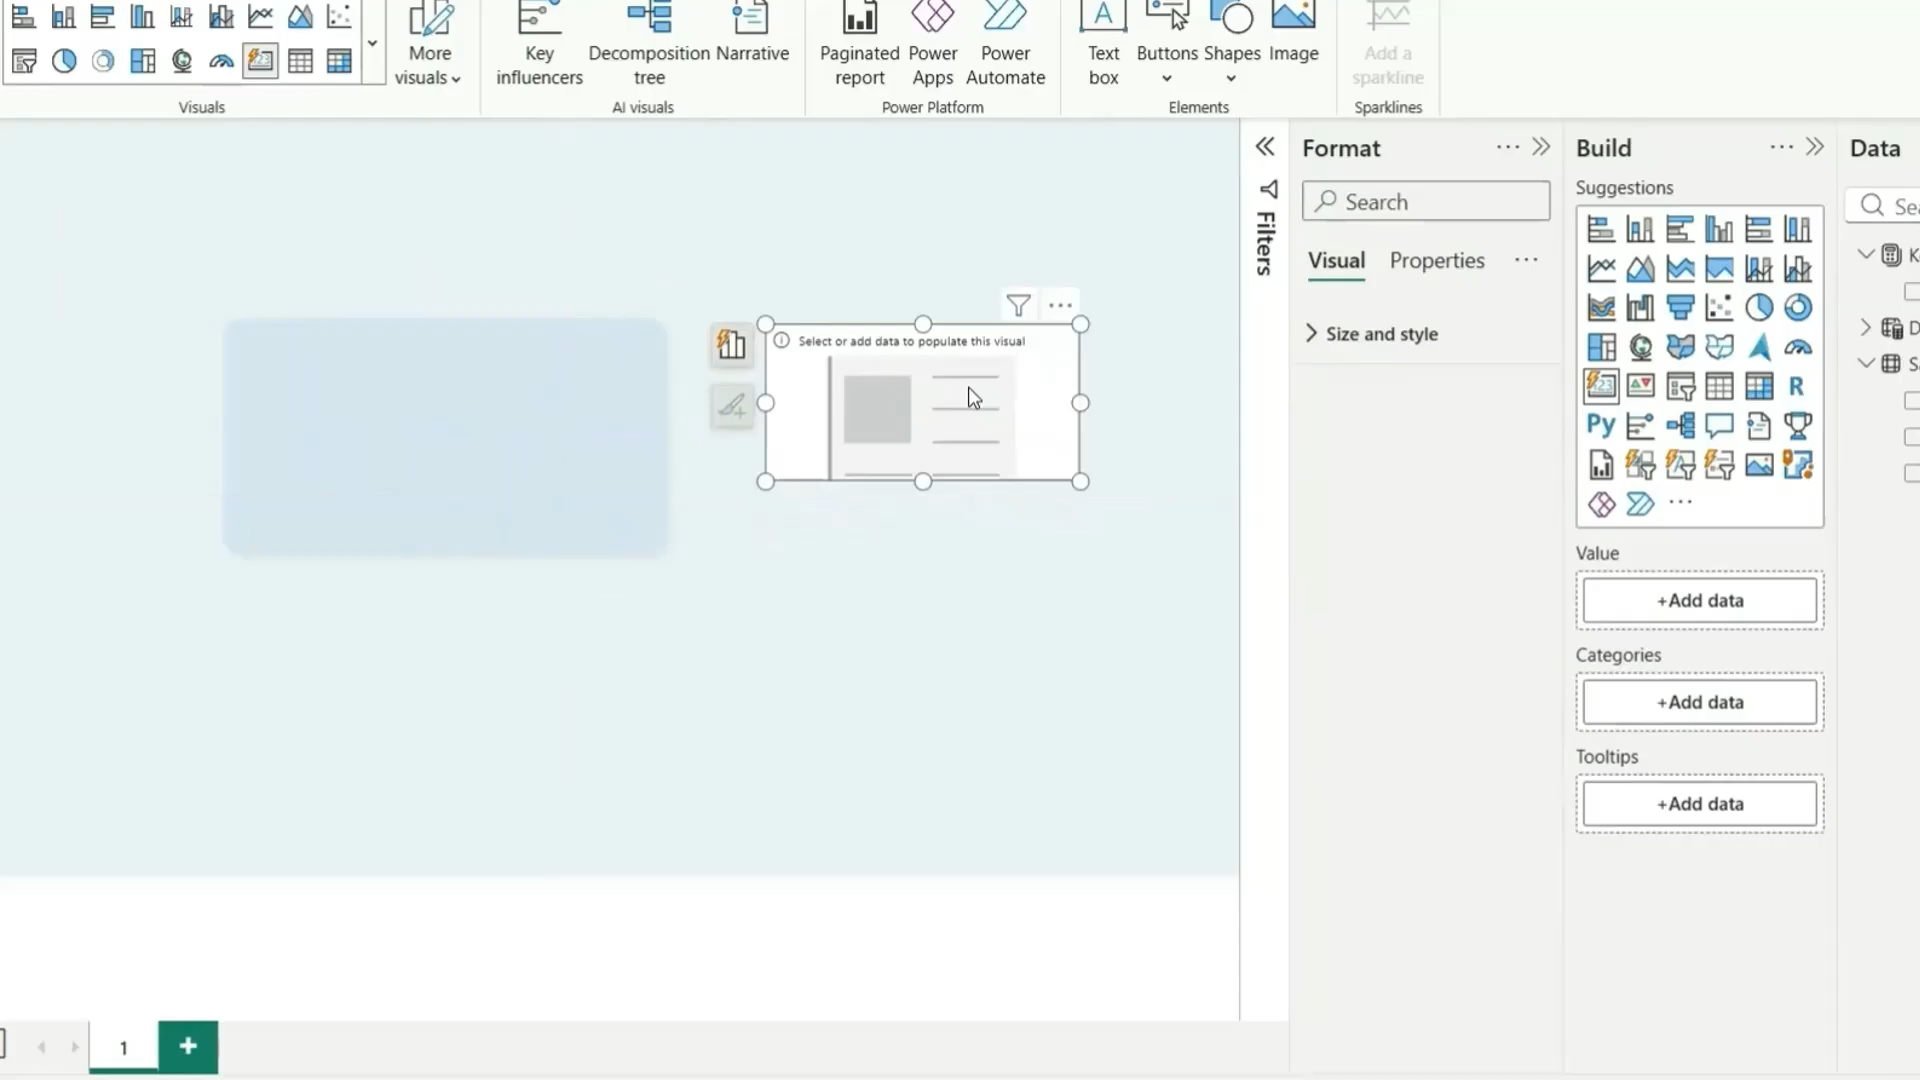 More
visuals
Key
influencers
Decomposition
tree
Narrative
Paginated
report
Power
Apps
Power
Automate
Text
box
Buttons
Shapes
Image
Add a
sparkline
Visuals
AI visuals
Power Platform
Elements
Sparklines
Filters
Format
Search
Visual
Properties
Size and style
Select or add data to populate this visual
Build
Suggestions
R
Py
Value
+Add data
Categories
+Add data
Tooltips
+Add data
Data
1